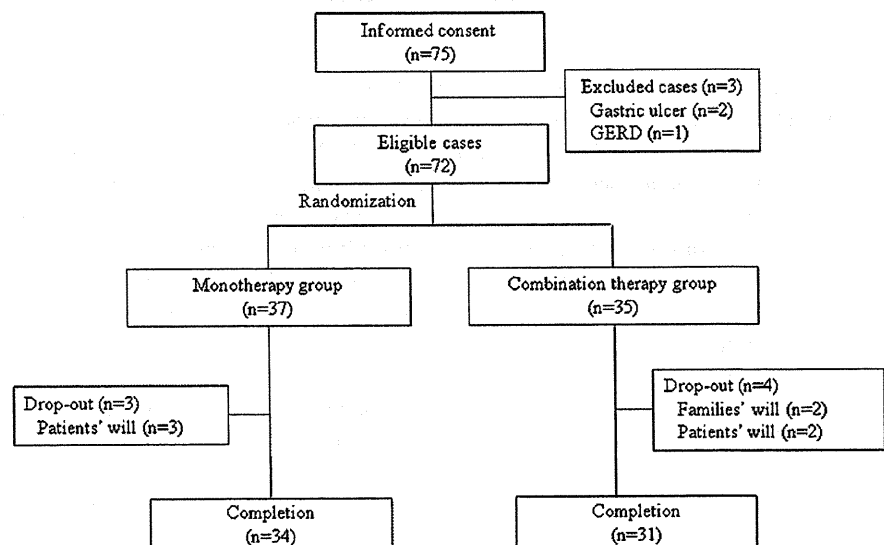 Informed consent
(n=75)
Excluded cases (n=3)
Gastric ulcer (n=2)
GERD (n=1)
Eligible cases
(n=72)
Randomization
Monotherapy group
(n=37)
Combination therapy group
(n=35)
Drop-out (n=3)
Patients' will (n=3)
Drop-out (n=4)
Families' will (n=2)
Patients' will (n=2)
Completion
(n=34)
Completion
(n=31)